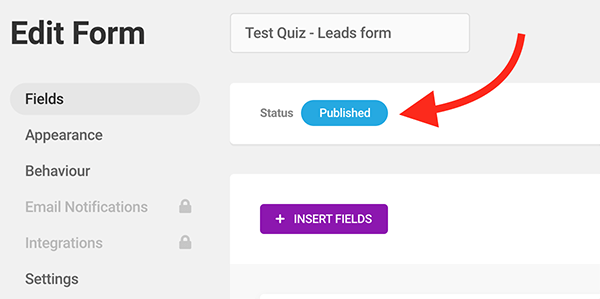 Edit Form
Test Quiz - Leads form
Fields
Appearance
Behaviour
Email Notifications
Integrations
Settings
Status Published
+ INSERT FIELDS